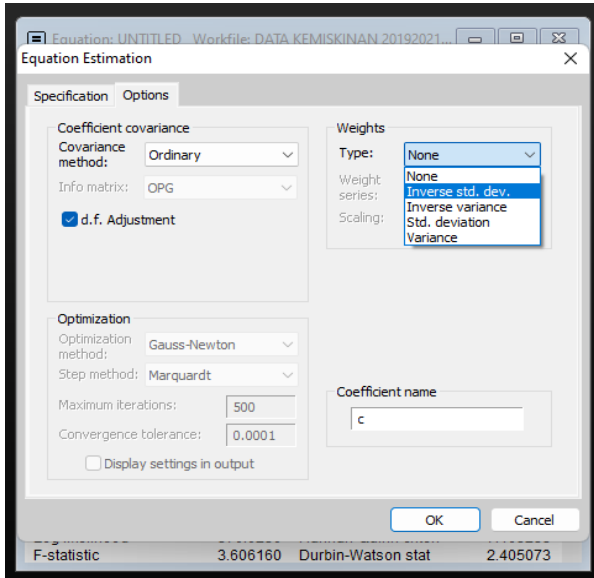 Equation: UNTITLED Workfile: DATA KEMISKINAN 20192021...
Equation Estimation
Specification Options
Coefficient covariance
Covariance method: Ordinary
Info matrix: OPG
d.f. Adjustment
Weights
Type: None
None
Inverse std. dev.
Inverse variance
Std. deviation
Variance
Weight series:
Scaling:
Optimization
Optimization method: Gauss-Newton
Step method: Marquardt
Maximum iterations: 500
Convergence tolerance: 0.0001
Display settings in output
Coefficient name
c
OK Cancel
F-statistic 3.606160 Durbin-Watson stat 2.405073